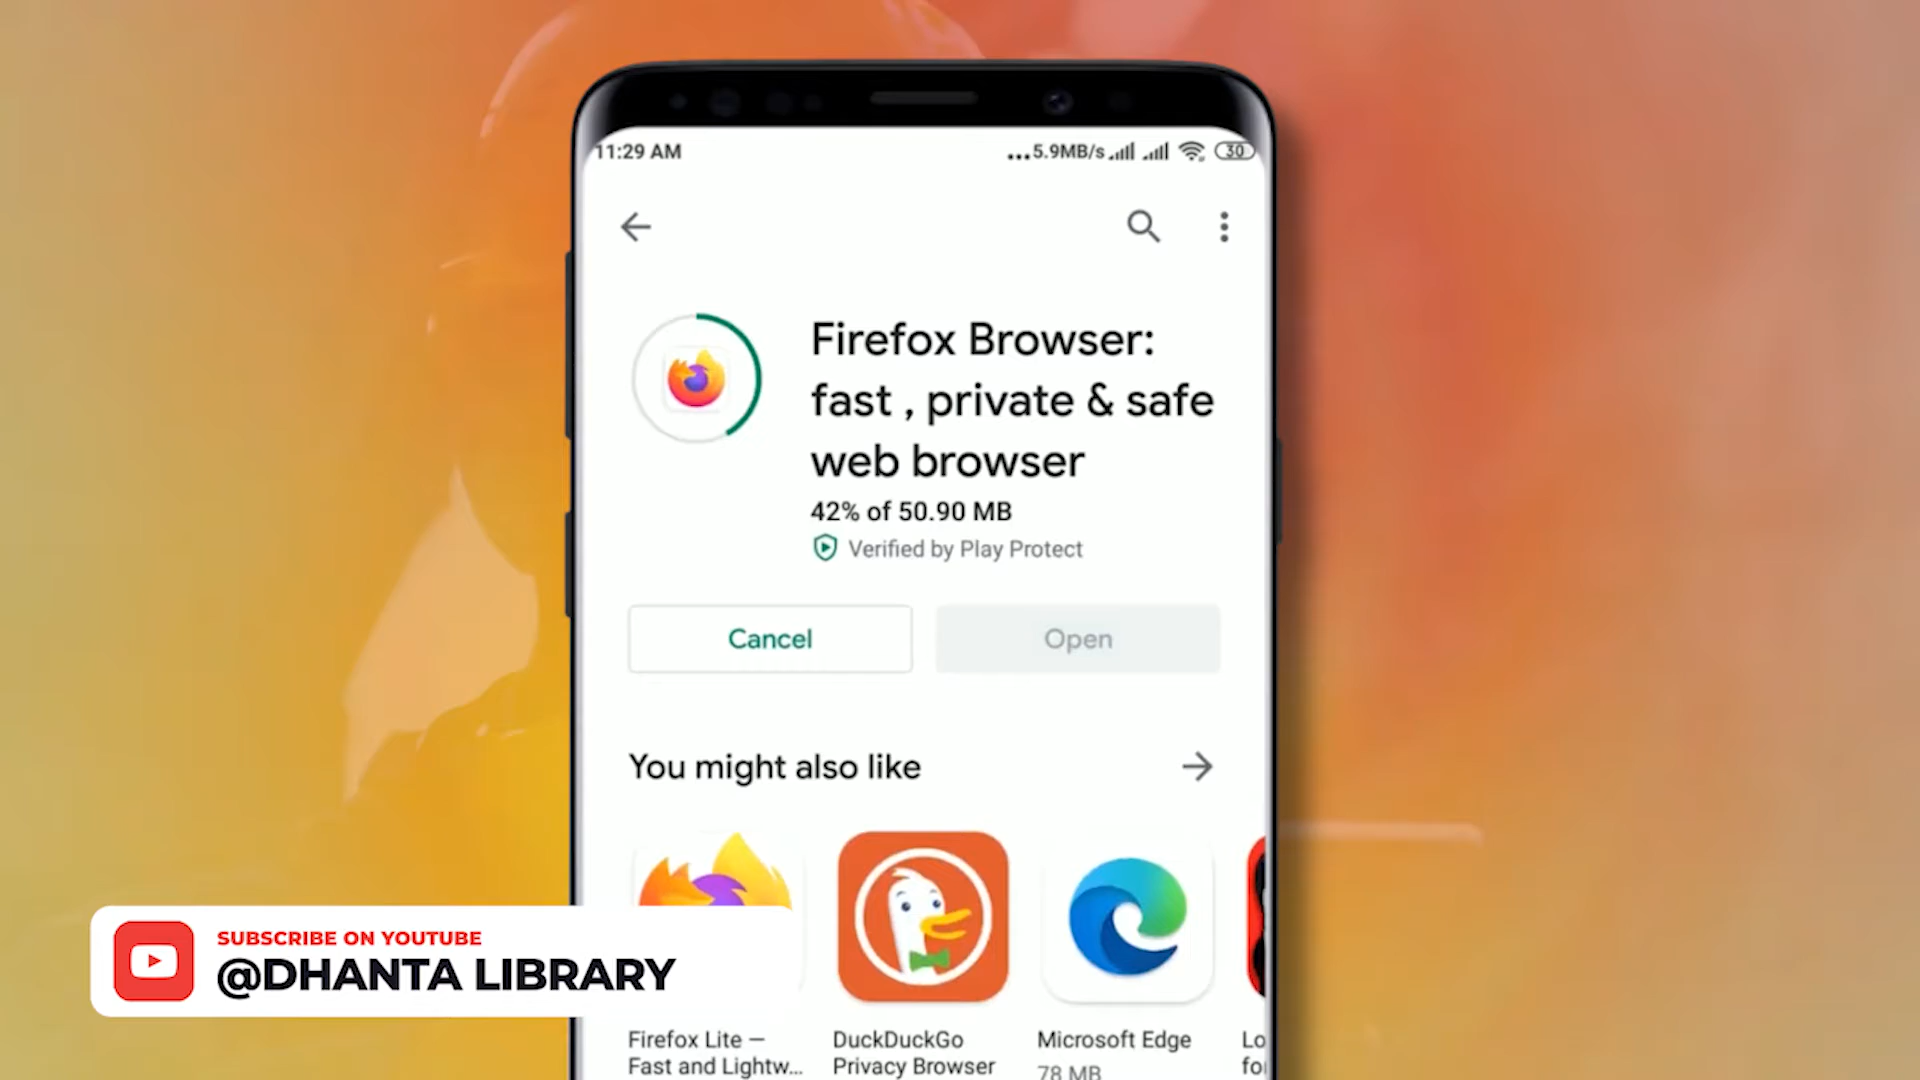 11:29 AM
...5.9MB/s
30
Firefox Browser:
fast , private & safe
web browser
42% of 50.90 MB
Verified by Play Protect
Cancel
Open
You might also like
SUBSCRIBE ON YOUTUBE
@DHANTA LIBRARY
Firefox Lite —
Fast and Lightw...
DuckDuckGo
Privacy Browser
Microsoft Edge
78 MB
Lo
fo